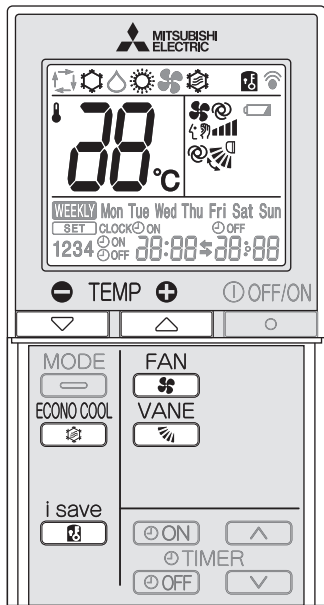 MITSUBISHI
ELECTRIC
88
°C
WEEKLY Mon Tue Wed Thu Fri Sat Sun
SET CLOCK ON OFF
1234 ON OFF 88:88 88:88
TEMP OFF/ON
MODE FAN
ECONO COOL VANE
i save
ON
TIMER
OFF